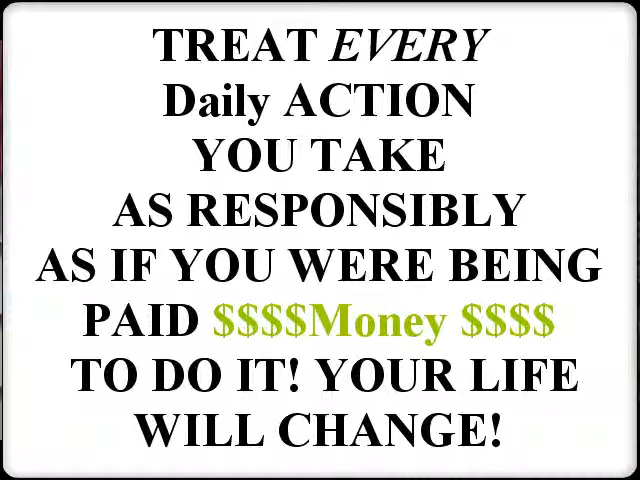 TREAT EVERY
Daily ACTION
YOU TAKE
AS RESPONSIBLY
AS IF YOU WERE BEING
PAID $$$$Money $$$$
TO DO IT! YOUR LIFE
WILL CHANGE!